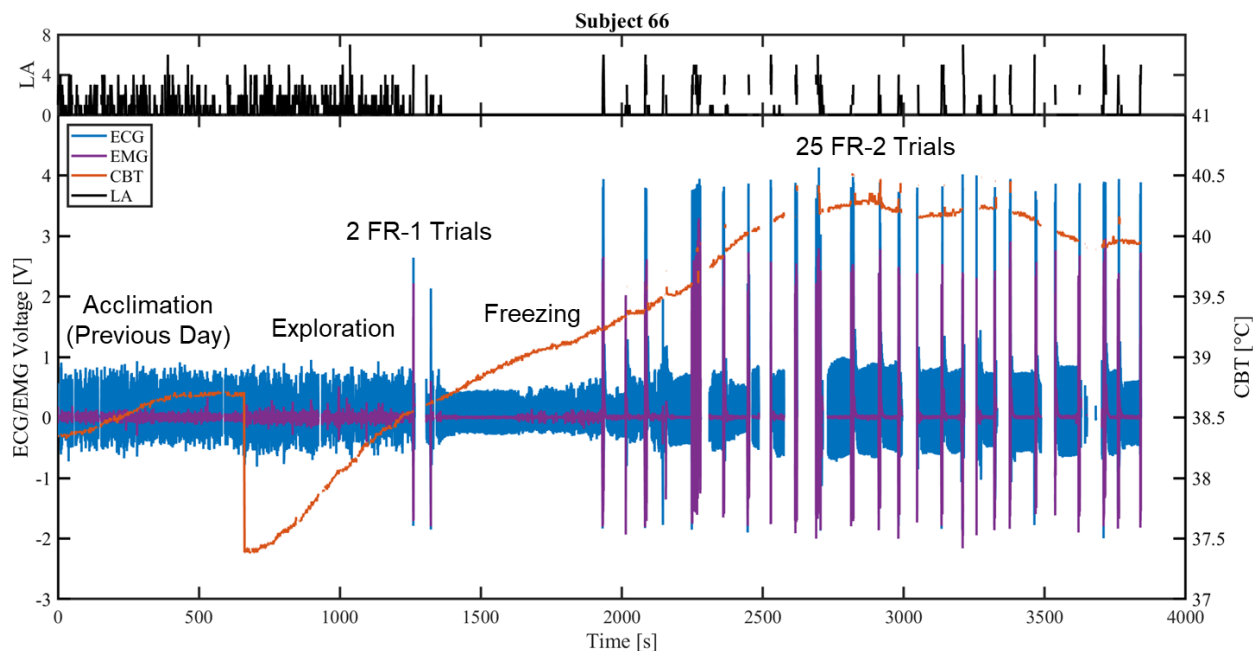 Subject 66
8
4
0
LA
ECG
EMG
CBT
LA
25 FR-2 Trials
2 FR-1 Trials
Acclimation
(Previous Day)
Exploration
Freezing
4
3
2
1
0
-1
-2
-3
ECG/EMG Voltage [V]
41
40.5
40
39.5
39
38.5
38
37.5
37
CBT [°C]
0 500 1000 1500 2000 2500 3000 3500 4000
Time [s]